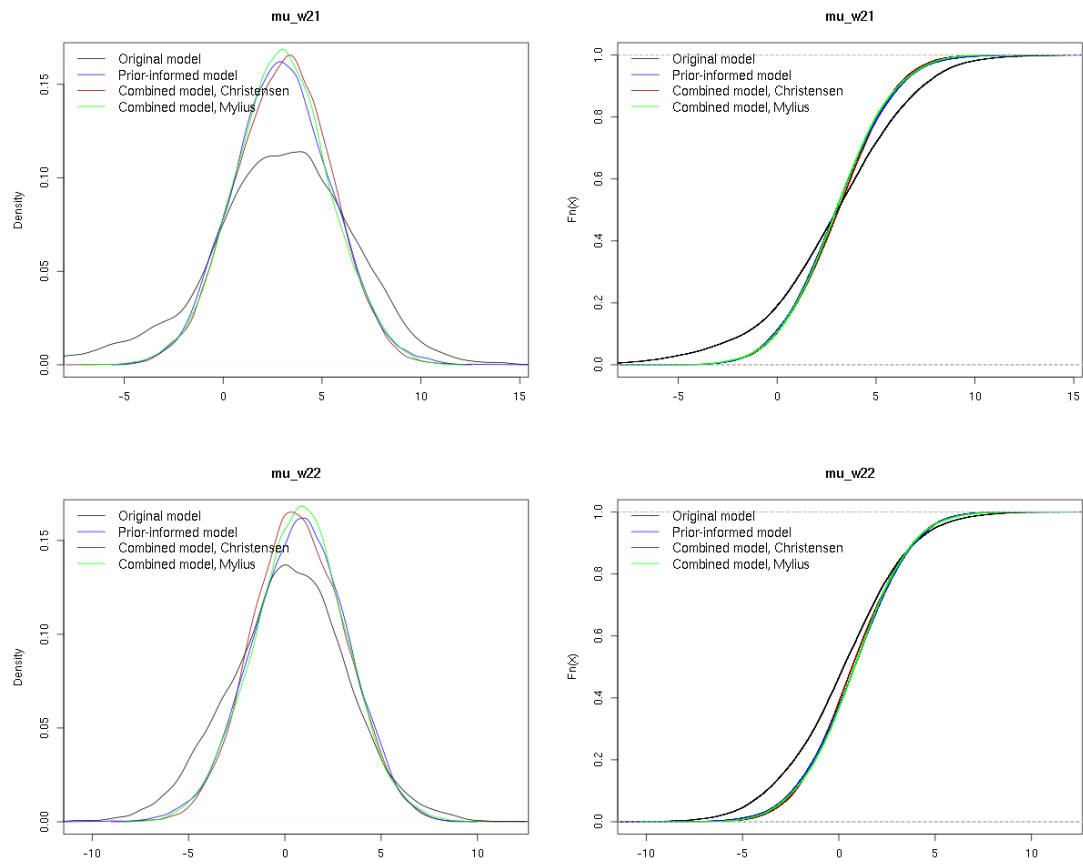 mu_w21
Density
0.00 0.05 0.10 0.15
Original model
Prior-informed model
Combined model, Christensen
Combined model, Mylius
-5 0 5 10 15
mu_w21
Fn(x)
0.0 0.2 0.4 0.6 0.8 1.0
Original model
Prior-informed model
Combined model, Christensen
Combined model, Mylius
-5 0 5 10 15
mu_w22
Density
0.00 0.05 0.10 0.15
Original model
Prior-informed model
Combined model, Christensen
Combined model, Mylius
-10 -5 0 5 10
mu_w22
Fn(x)
0.0 0.2 0.4 0.6 0.8 1.0
Original model
Prior-informed model
Combined model, Christensen
Combined model, Mylius
-10 -5 0 5 10